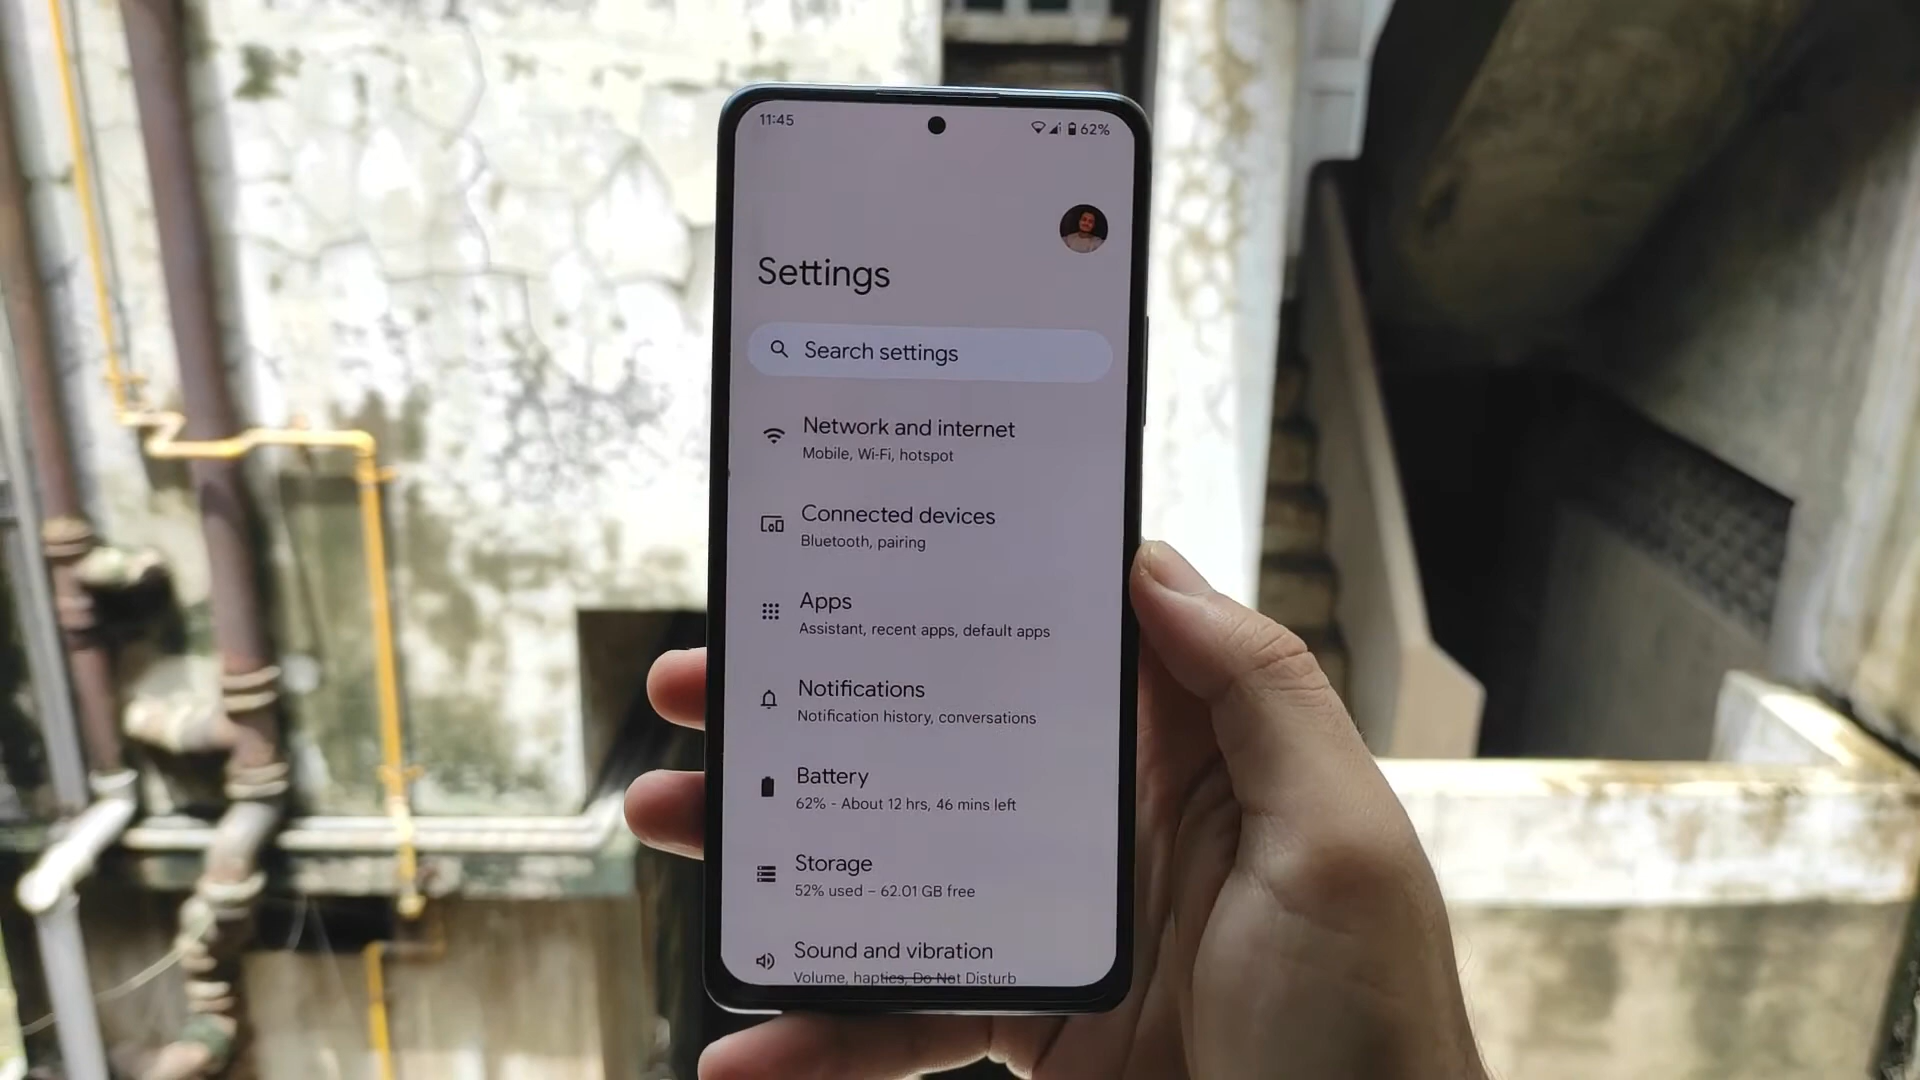 11:45
62%
Settings
Search settings
Network and internet
Mobile, Wi-Fi, hotspot
Connected devices
Bluetooth, pairing
Apps
Assistant, recent apps, default apps
Notifications
Notification history, conversations
Battery
62% - About 12 hrs, 46 mins left
Storage
52% used – 62.01 GB free
Sound and vibration
Volume, haptics, Do Not Disturb